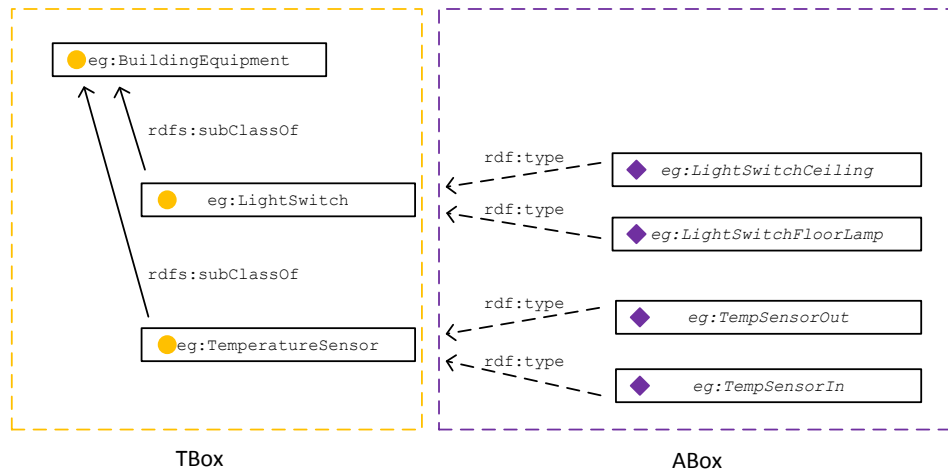 eg:BuildingEquipment
rdfs:subClassOf
eg:LightSwitch
rdfs:subClassOf
eg:TemperatureSensor
TBox
rdf:type
eg:LightSwitchCeiling
rdf:type
eg:LightSwitchFloorLamp
rdf:type
eg:TempSensorOut
rdf:type
eg:TempSensorIn
ABox